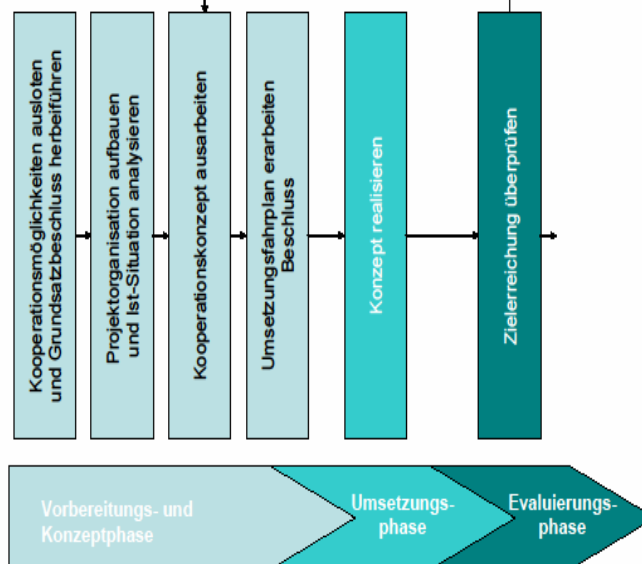 Kooperationsmöglichkeiten ausloten
und Grundsatzbeschluss herbeiführen
Projektorganisation aufbauen
und Ist-Situation analysieren
Kooperationskonzept ausarbeiten
Umsetzungsfahrplan erarbeiten
Beschluss
Konzept realisieren
Zielerreichung überprüfen
Vorbereitungs- und
Konzeptphase
Umsetzungs-
phase
Evaluierungs-
phase